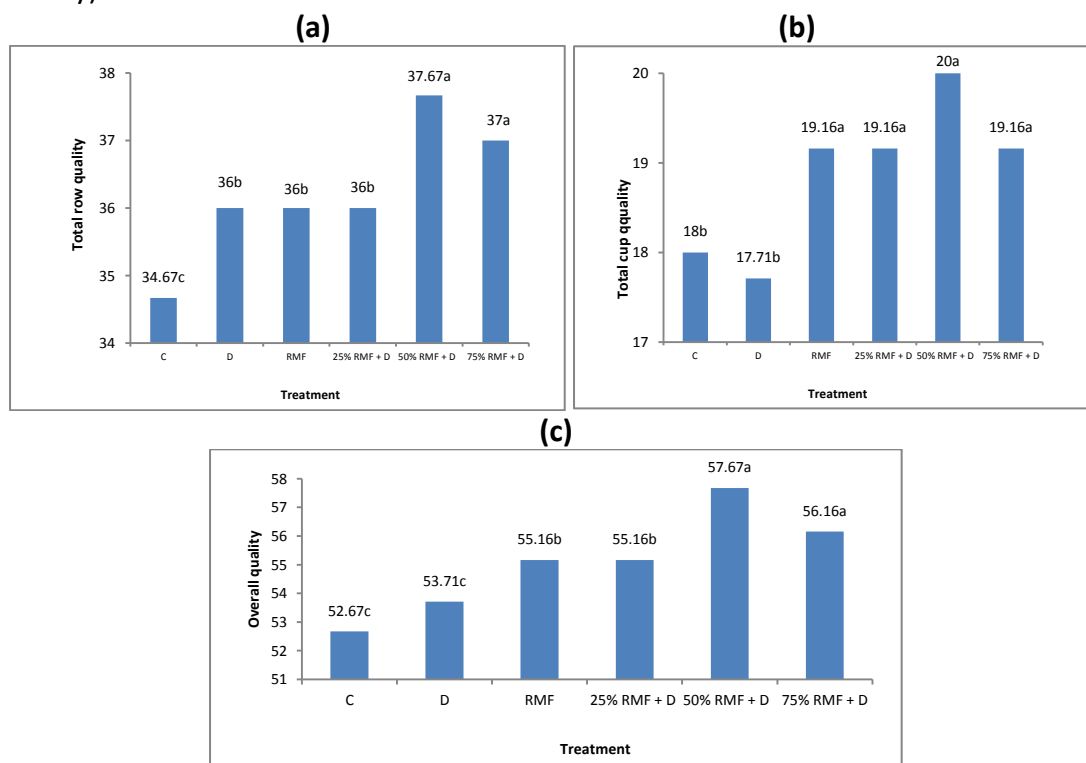 (a)
38
37
36
35
34
Total row quality
34.67c
36b
36b
36b
37.67a
37a
C D RMF 25% RMF + D 50% RMF + D 75% RMF + D
Treatment
(b)
20
19
18
17
Total cup qquality
18b
17.71b
19.16a
19.16a
20a
19.16a
C D RMF 25% RMF + D 50% RMF + D 75% RMF + D
Treatment
(c)
58
57
56
55
54
53
52
51
Overall quality
52.67c
53.71c
55.16b
55.16b
57.67a
56.16a
C D RMF 25% RMF + D 50% RMF + D 75% RMF + D
Treatment